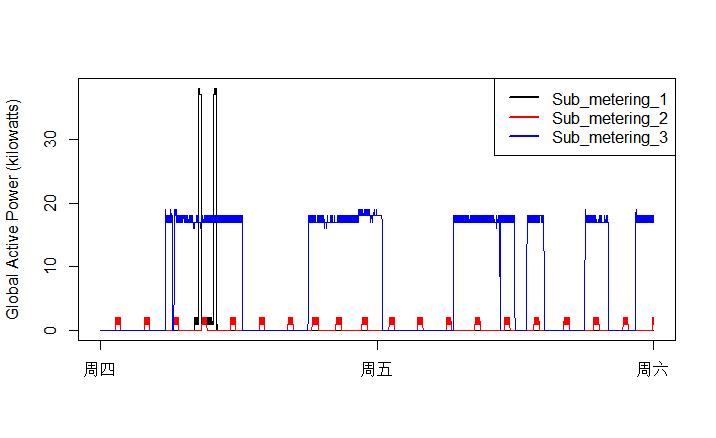 Sub_metering_1
Sub_metering_2
Sub_metering_3
Global Active Power (kilowatts)
30
20
10
0
周四 周五 周六